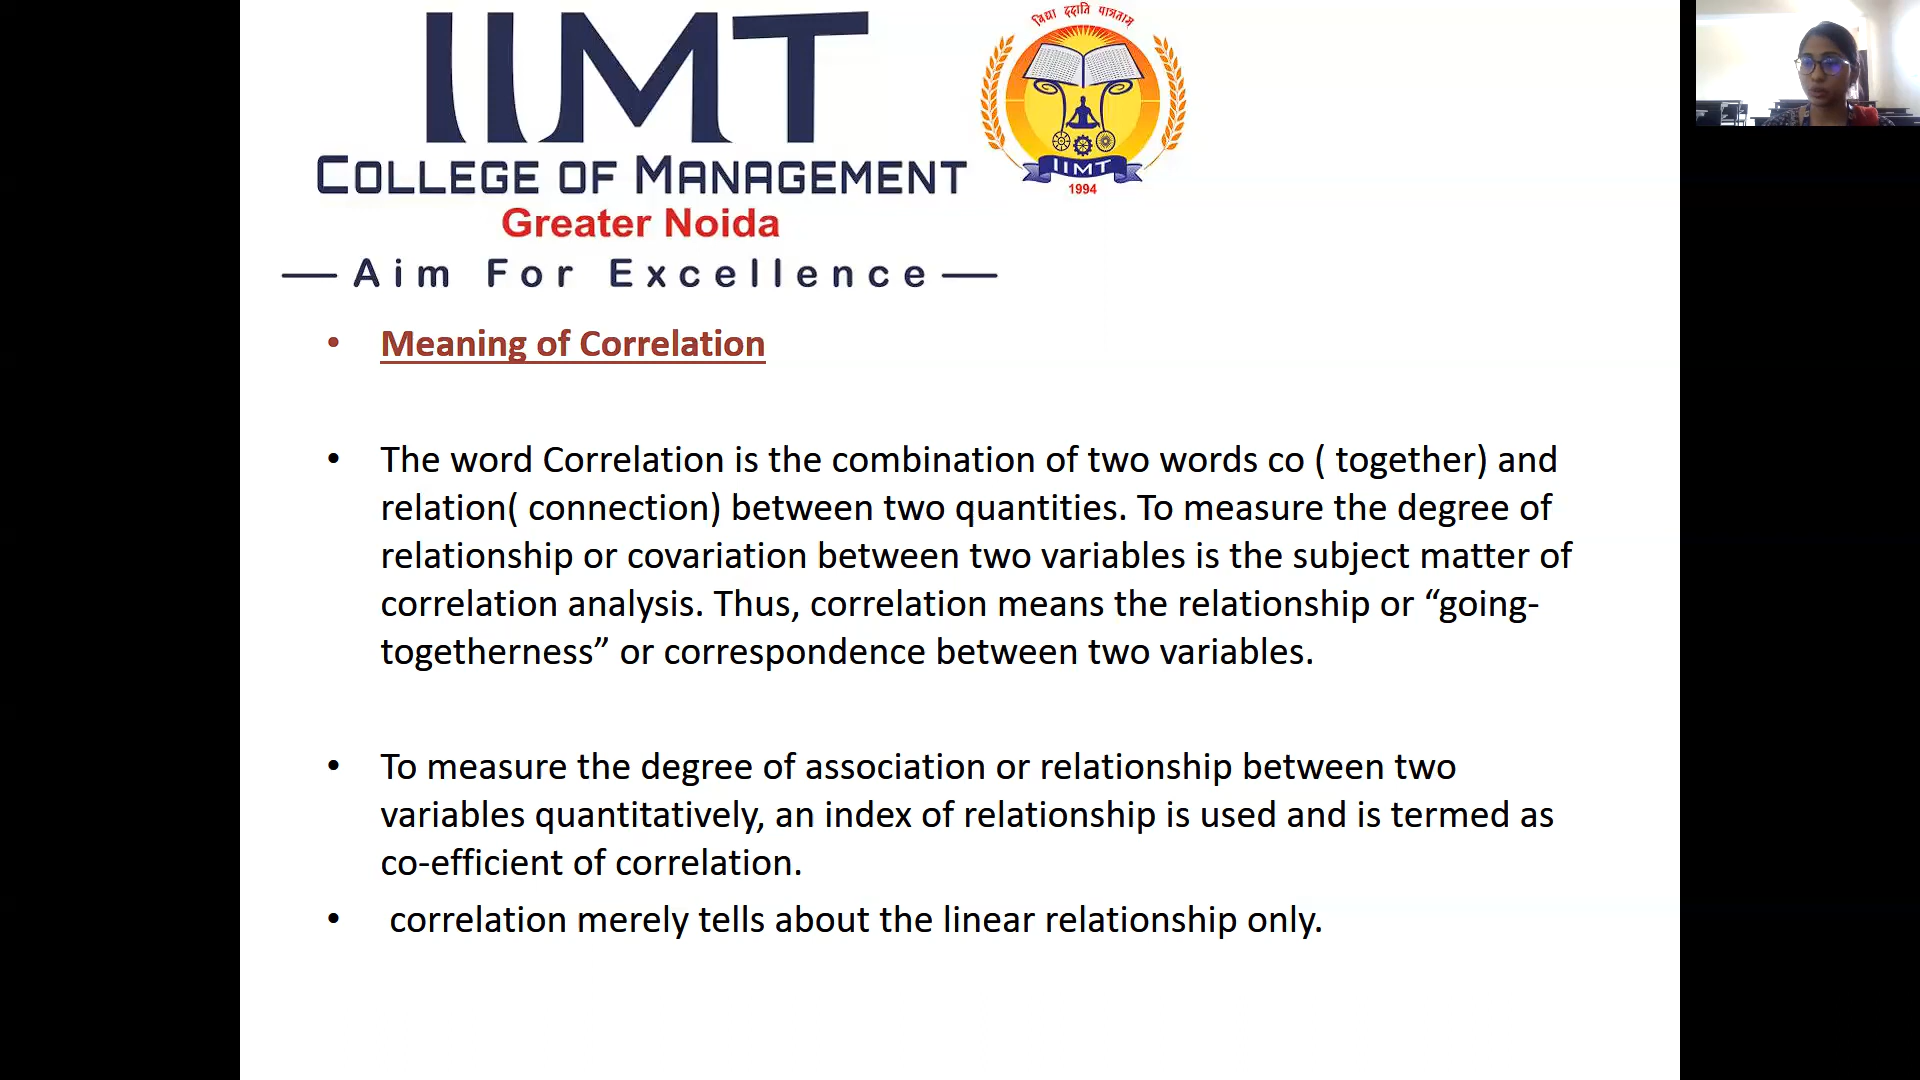 IIMT
COLLEGE OF MANAGEMENT
Greater Noida
Aim For Excellence
विद्या ददाति पात्रताम्
IIMT
1994
• Meaning of Correlation
• The word Correlation is the combination of two words co ( together) and
relation( connection) between two quantities. To measure the degree of
relationship or covariation between two variables is the subject matter of
correlation analysis. Thus, correlation means the relationship or “going-
togetherness” or correspondence between two variables.
• To measure the degree of association or relationship between two
variables quantitatively, an index of relationship is used and is termed as
co-efficient of correlation.
• correlation merely tells about the linear relationship only.